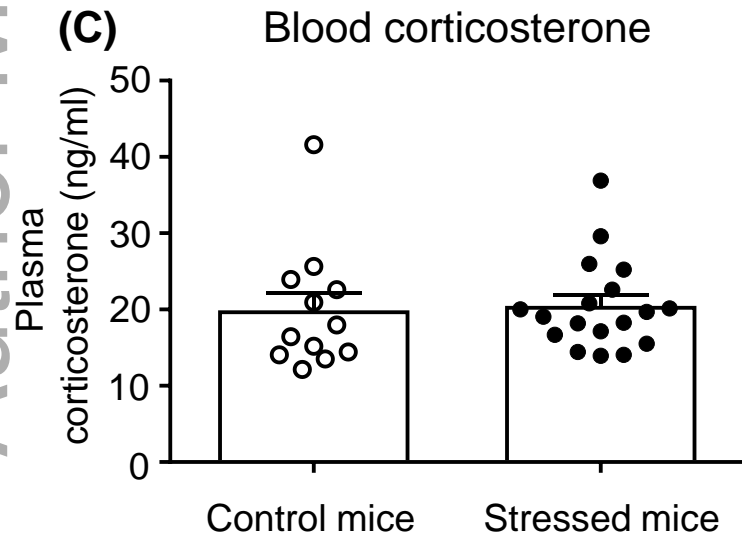 (C) Blood corticosterone
Plasma
corticosterone (ng/ml)
50
40
30
20
10
0
Control mice Stressed mice